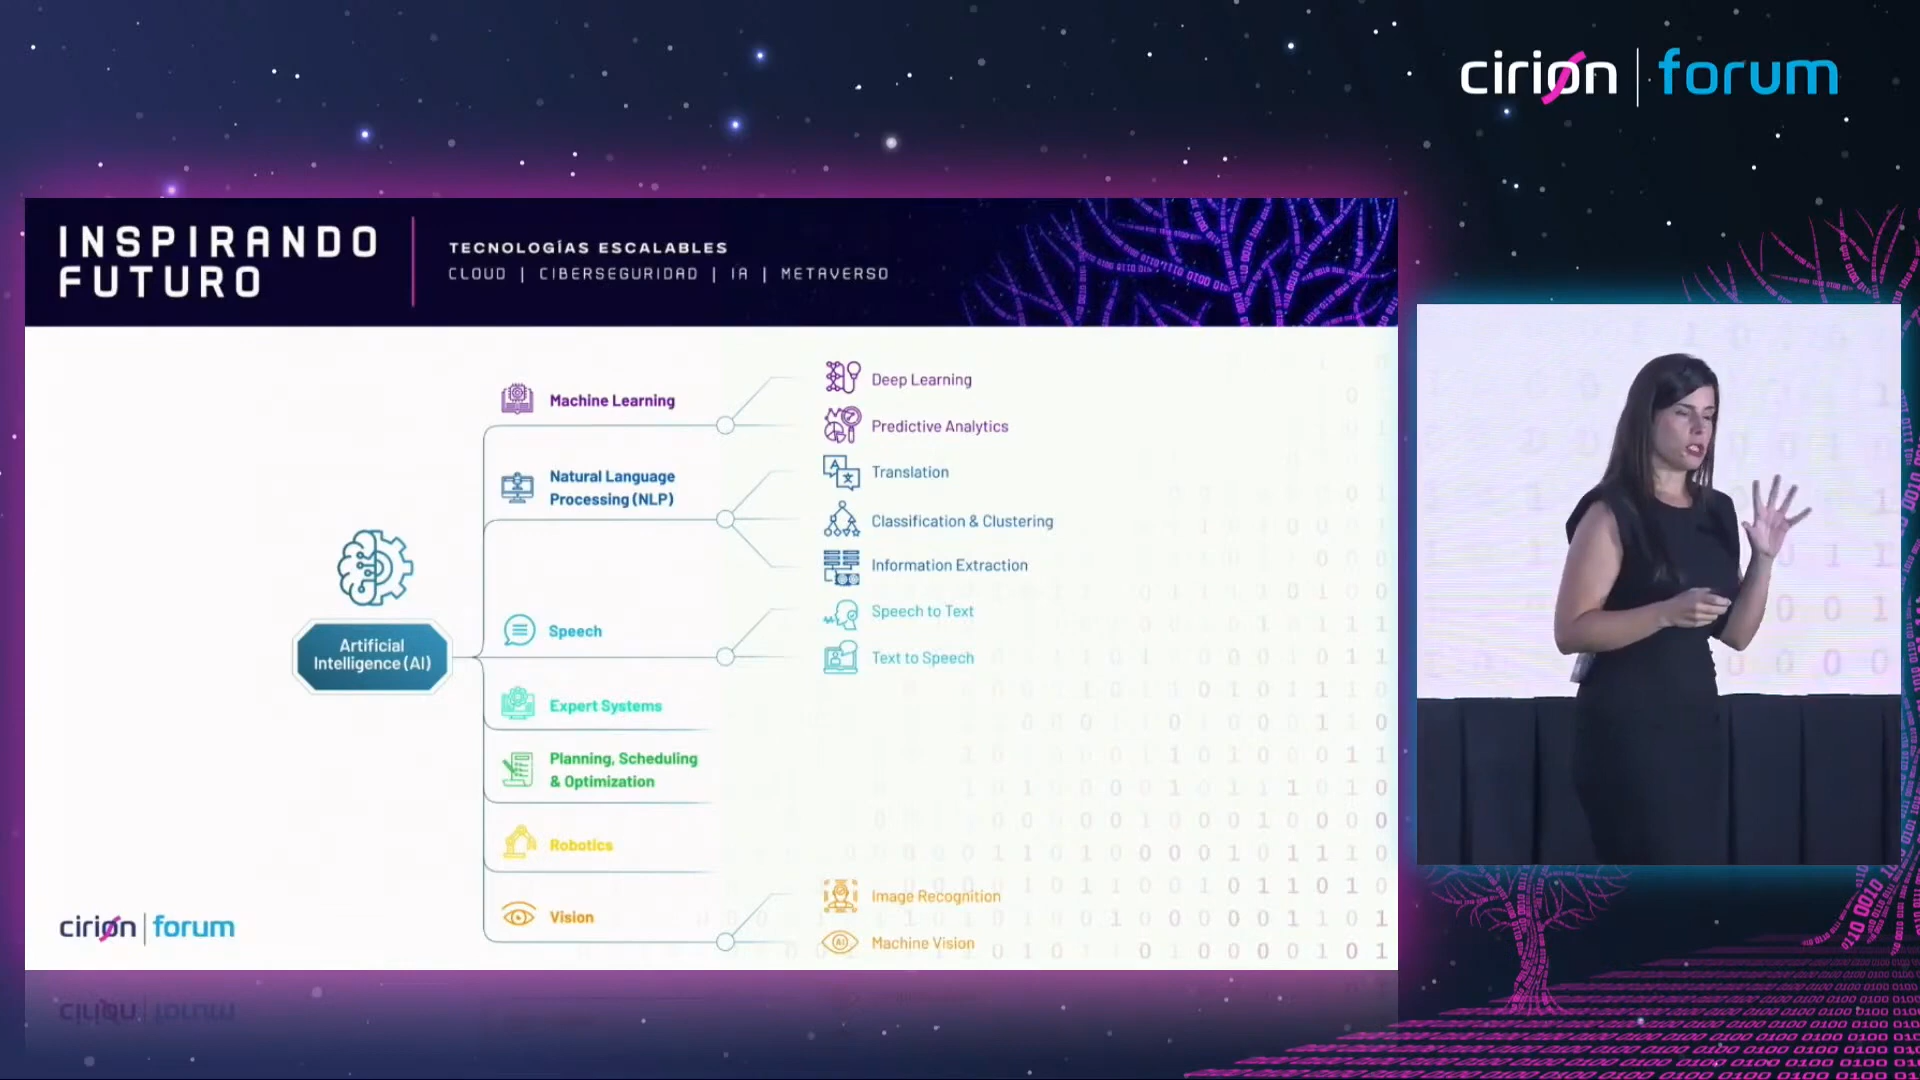 cirion | forum
INSPIRANDO
FUTURO
TECNOLOGÍAS ESCALABLES
CLOUD | CIBERSEGURIDAD | IA | METAVERSO
Machine Learning
Deep Learning
Predictive Analytics
Natural Language
Processing (NLP)
Translation
Classification & Clustering
Information Extraction
Artificial
Intelligence (AI)
Speech
Speech to Text
Text to Speech
Expert Systems
Planning, Scheduling
& Optimization
Robotics
Vision
Image Recognition
Machine Vision
cirion | forum